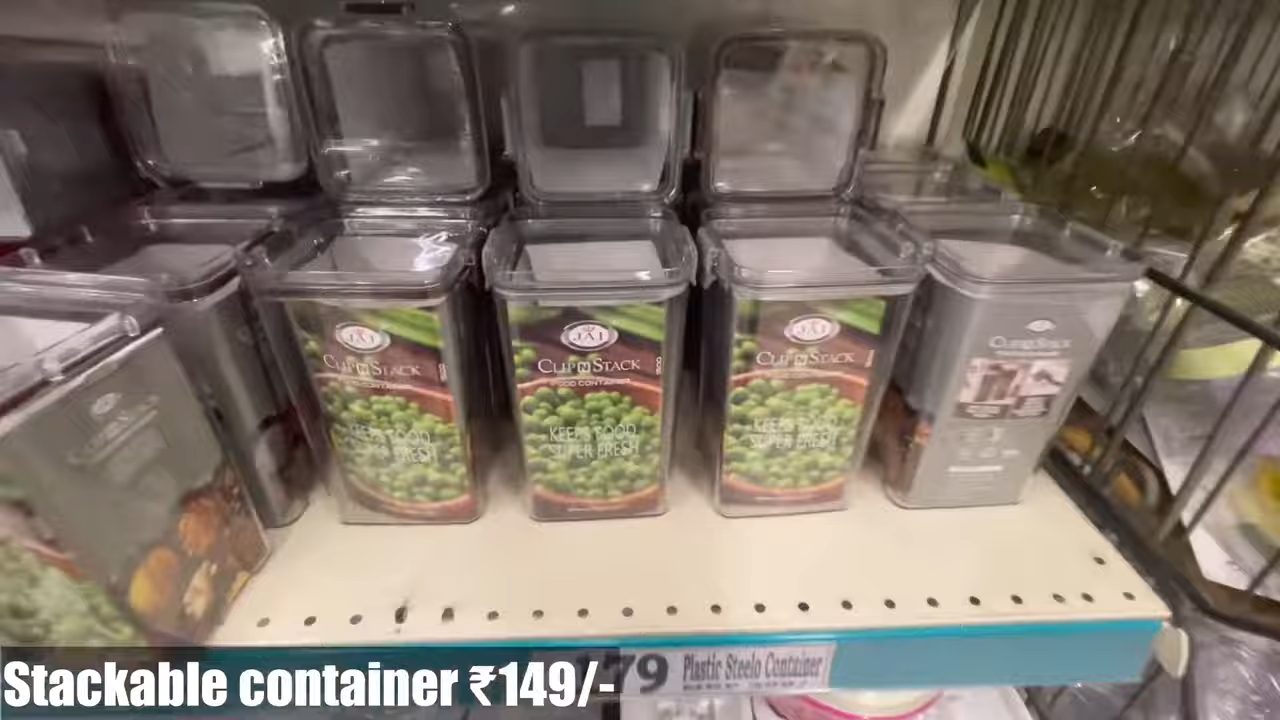 JAI
CLIP N STACK
FOOD CONTAINER
KEEPS FOOD
SUPER FRESH
JAI
CLIP N STACK
FOOD CONTAINER
KEEPS FOOD
SUPER FRESH
JAI
CLIP N STACK
KEEPS FOOD
SUPER FRESH
CLIP N STACK
79 Plastic Steelo Container
Stackable container ₹149/-